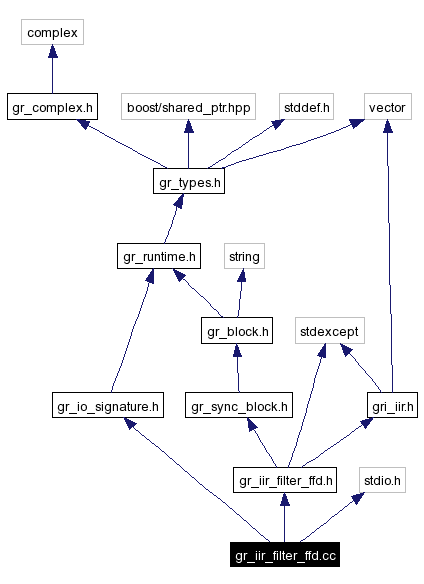 complex
gr_complex.h
boost/shared_ptr.hpp
stddef.h
vector
gr_types.h
gr_runtime.h
string
gr_block.h
stdexcept
gr_io_signature.h
gr_sync_block.h
gri_iir.h
gr_iir_filter_ffd.h
stdio.h
gr_iir_filter_ffd.cc